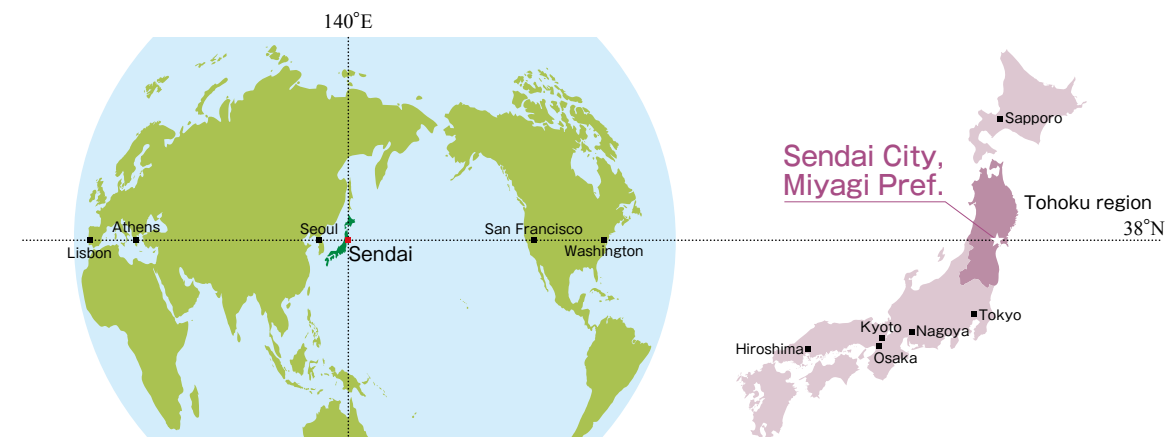 140°E
Sapporo
Sendai City,
Miyagi Pref.
Tohoku region
Athens
Seoul
San Francisco
38°N
Lisbon
Sendai
Washington
Tokyo
Kyoto
Nagoya
Hiroshima
Osaka